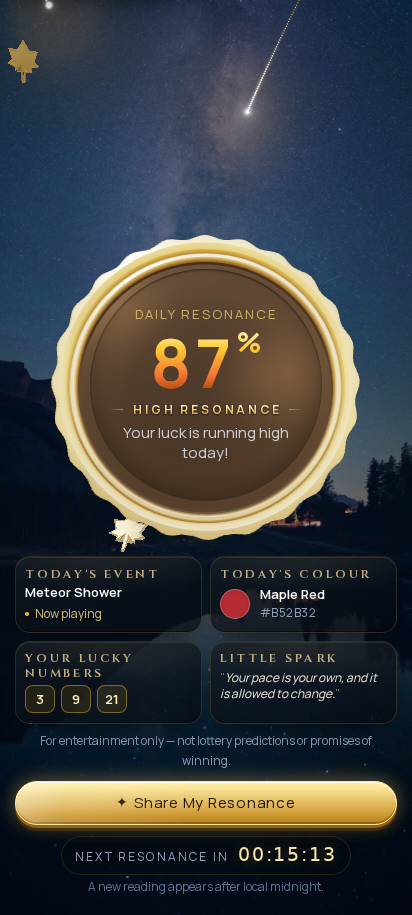 DAILY RESONANCE
87%
HIGH RESONANCE
Your luck is running high
today!
TODAY'S EVENT
Meteor Shower
• Now playing
TODAY'S COLOUR
Maple Red
#B52B32
YOUR LUCKY
NUMBERS
3 9 21
LITTLE SPARK
“Your pace is your own, and it
is allowed to change.”
For entertainment only — not lottery predictions or promises of
winning.
✦ Share My Resonance
NEXT RESONANCE IN 00:15:13
A new reading appears after local midnight.